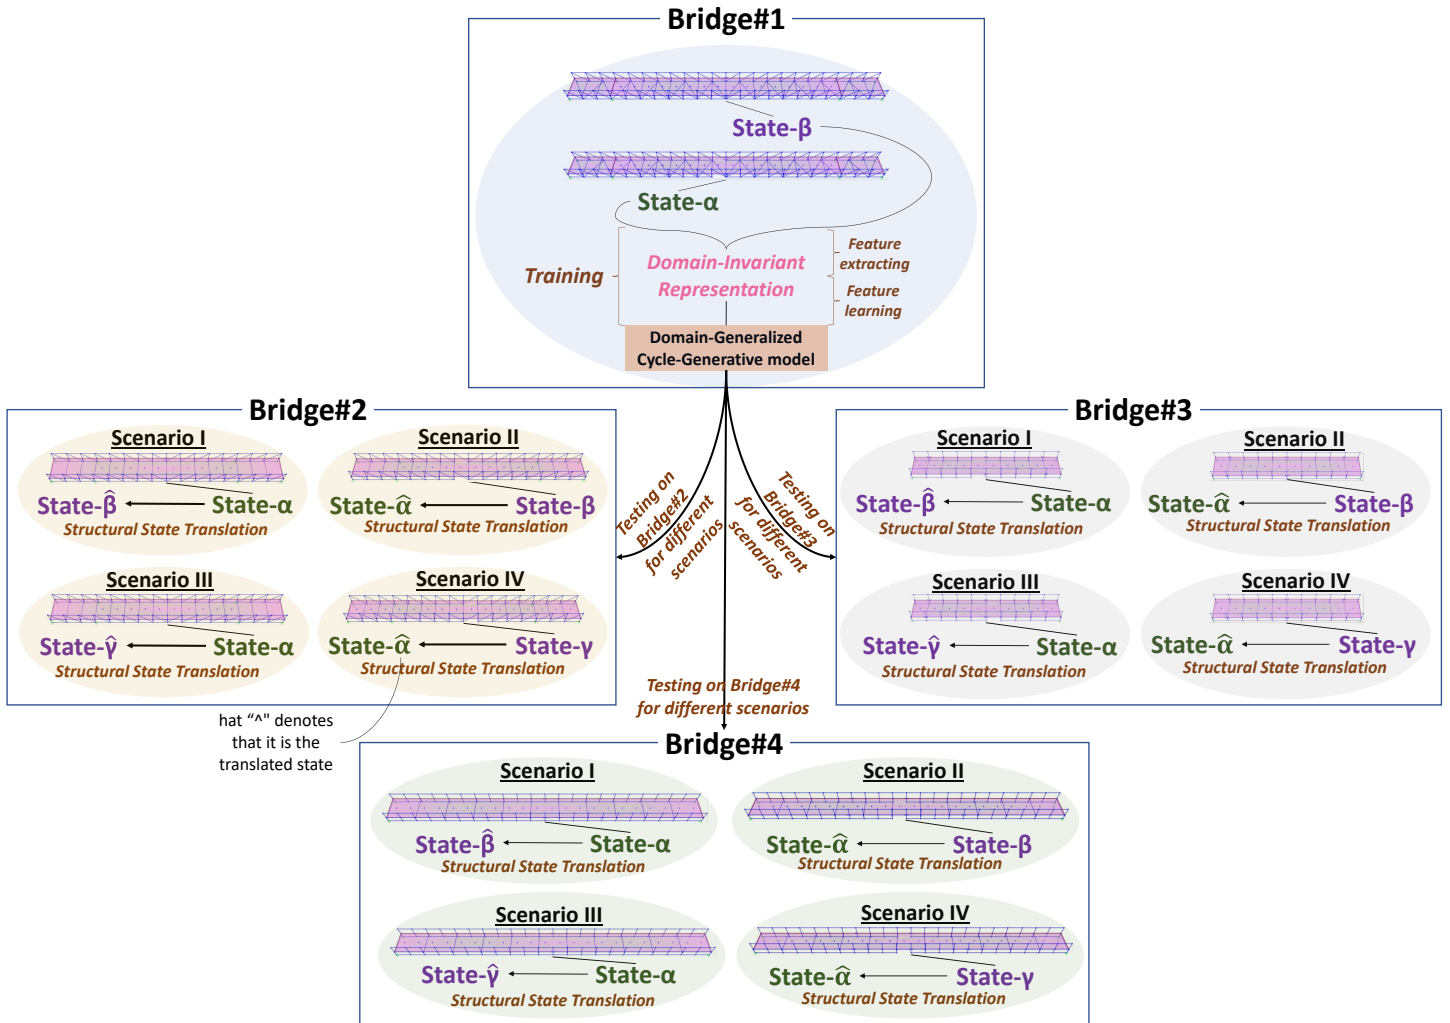 Bridge#1
State-β
State-α
Training
Domain-Invariant
Representation
Feature
extracting
Feature
learning
Domain-Generalized
Cycle-Generative model
Bridge#2
Scenario I
State-β̂
State-α
Structural State Translation
Scenario II
State-α̂
State-β
Structural State Translation
Scenario III
State-γ̂
State-α
Structural State Translation
Scenario IV
State-α̂
State-γ
Structural State Translation
hat “^" denotes
that it is the
translated state
Testing on
Bridge#2
for different
scenarios
Testing on
Bridge#3
for different
scenarios
Testing on Bridge#4
for different scenarios
Bridge#3
Scenario I
State-β̂
State-α
Structural State Translation
Scenario II
State-α̂
State-β
Structural State Translation
Scenario III
State-γ̂
State-α
Structural State Translation
Scenario IV
State-α̂
State-γ
Structural State Translation
Bridge#4
Scenario I
State-β̂
State-α
Structural State Translation
Scenario II
State-α̂
State-β
Structural State Translation
Scenario III
State-γ̂
State-α
Structural State Translation
Scenario IV
State-α̂
State-γ
Structural State Translation